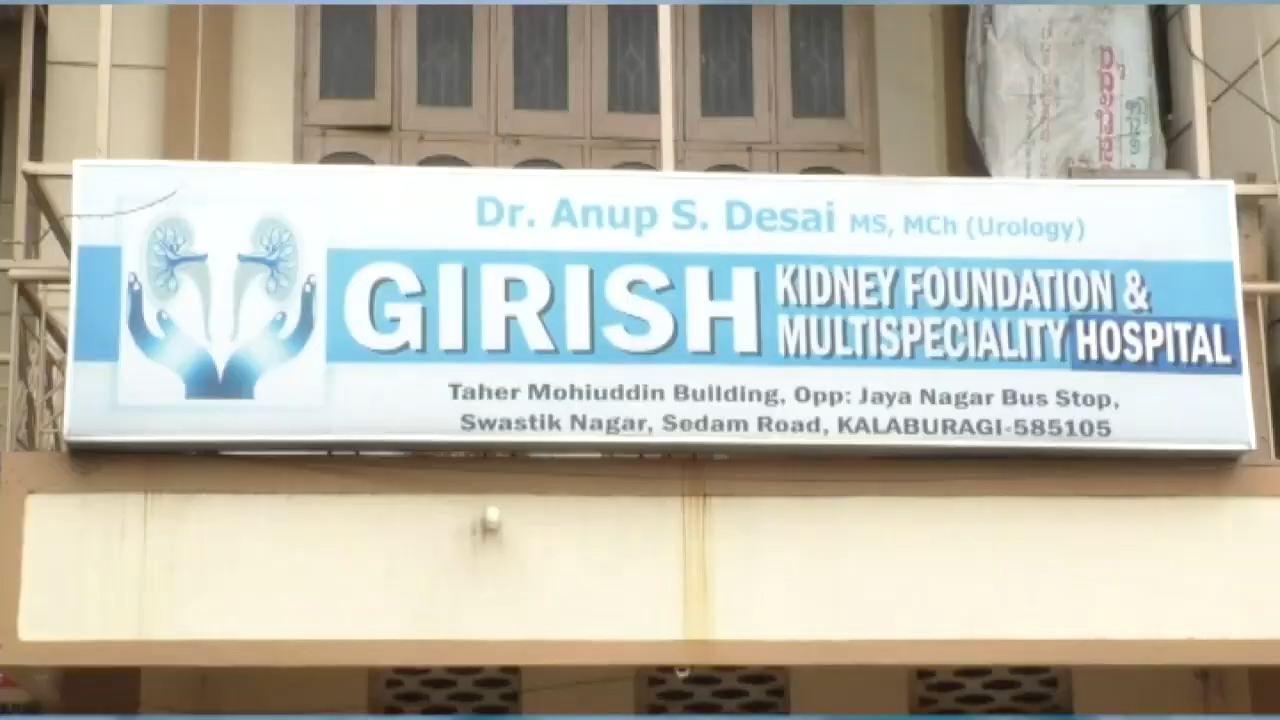 Dr. Anup S. Desai MS, MCh (Urology)
GIRISH KIDNEY FOUNDATION &
MULTISPECIALITY HOSPITAL
Taher Mohiuddin Building, Opp: Jaya Nagar Bus Stop,
Swastik Nagar, Sedam Road, KALABURAGI-585105